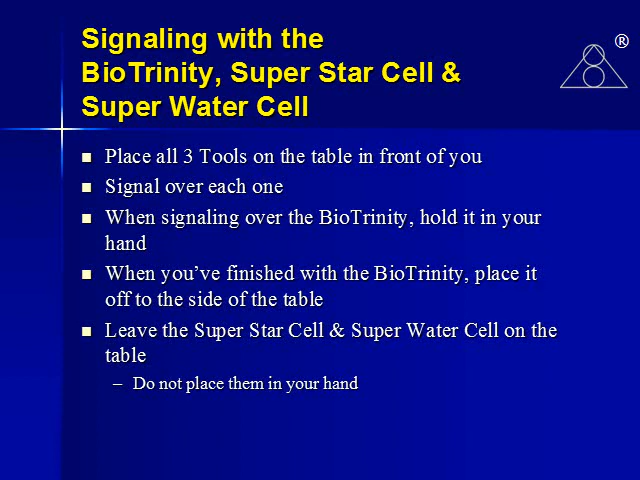 Signaling with the
BioTrinity, Super Star Cell &
Super Water Cell
®
■ Place all 3 Tools on the table in front of you
■ Signal over each one
■ When signaling over the BioTrinity, hold it in your
hand
■ When you’ve finished with the BioTrinity, place it
off to the side of the table
■ Leave the Super Star Cell & Super Water Cell on the
table
– Do not place them in your hand